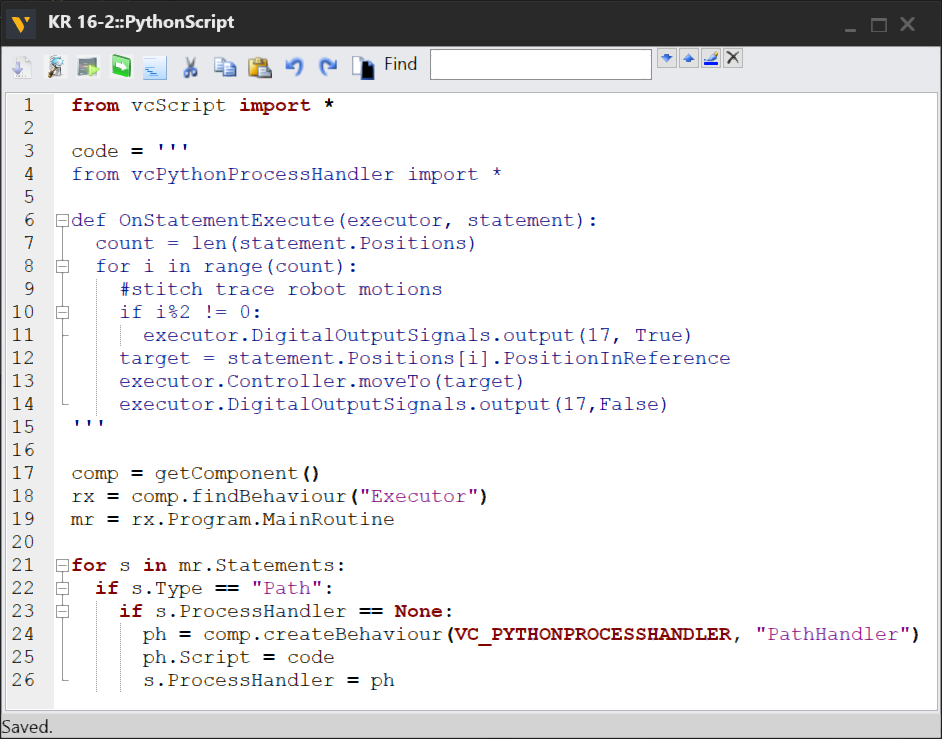 KR 16-2::PythonScript
Find
1 from vcScript import *
2
3 code = '''
4 from vcPythonProcessHandler import *
5
6 def OnStatementExecute(executor, statement):
7   count = len(statement.Positions)
8   for i in range(count):
9     #stitch trace robot motions
10     if i%2 != 0:
11       executor.DigitalOutputSignals.output(17, True)
12     target = statement.Positions[i].PositionInReference
13     executor.Controller.moveTo(target)
14     executor.DigitalOutputSignals.output(17,False)
15 '''
16
17 comp = getComponent()
18 rx = comp.findBehaviour("Executor")
19 mr = rx.Program.MainRoutine
20
21 for s in mr.Statements:
22   if s.Type == "Path":
23     if s.ProcessHandler == None:
24       ph = comp.createBehaviour(VC_PYTHONPROCESSHANDLER, "PathHandler")
25       ph.Script = code
26       s.ProcessHandler = ph
Saved.